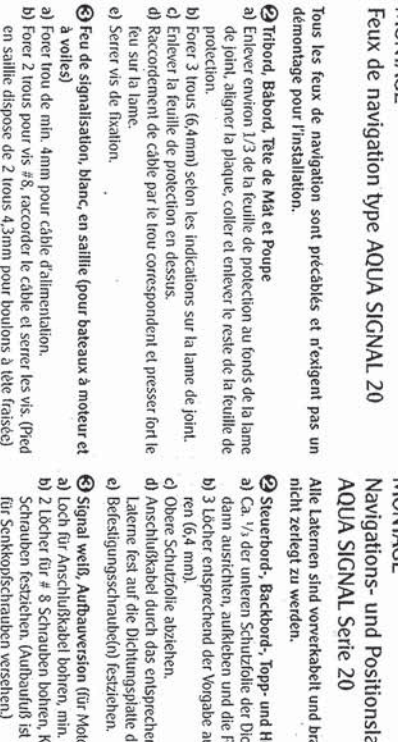 Feux de navigation type AQUA SIGNAL 20
Tous les feux de navigation sont précâblés et n'exigent pas un
démontage pour l'installation.
❷ Tribord, Bâbord, Tête de Mât et Poupe
a) Enlever environ 1/3 de la feuille de protection au fonds de la lame
de joint, aligner la plaque, coller et enlever le reste de la feuille de
protection.
b) Forer 3 trous (6,4mm) selon les indications sur la lame de joint.
c) Enlever la feuille de protection en dessus.
d) Raccordement de câble par le trou correspondent et presser fort le
feu sur la lame.
e) Serrer vis de fixation.
❸ Feu de signalisation, blanc, en saillie (pour bateaux à moteur et
à voiles)
a) Forer trou de min. 4mm pour câble d'alimentation.
b) Forer 2 trous pour vis #8, raccorder le câble et serrer les vis. (Pied
en saillie dispose de 2 trous 4,3mm pour boulons à tête fraisée)
MONTAGE
Navigations- und Positionsla
AQUA SIGNAL Serie 20
Alle Laternen sind vorverkabelt und br
nicht zerlegt zu werden.
❷ Steuerbord-, Backbord-, Topp- und H
a) Ca. 1/3 der unteren Schutzfolie der Dic
dann ausrichten, aufkleben und die F
b) 3 Löcher entsprechend der Vorgabe au
ren (6,4 mm).
c) Obere Schutzfolie abziehen.
d) Anschlußkabel durch das entsprecher
Laterne fest auf die Dichtungsplatte d
e) Befestigungsschraube(n) festziehen.
❸ Signal weiß, Aufbauversion (für Moto
a) Loch für Anschlußkabel bohren, min.
b) 2 Löcher für # 8 Schrauben bohren, K
Schrauben festziehen. (Aufbaufuß ist
für Senkkopfschrauben versehen.)